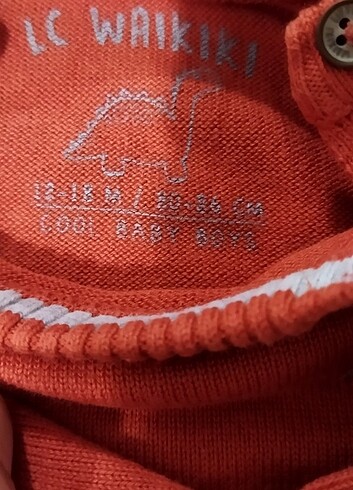 LC WAIKIKI
12-18 M / 80-86 CM
COOL BABY BOYS